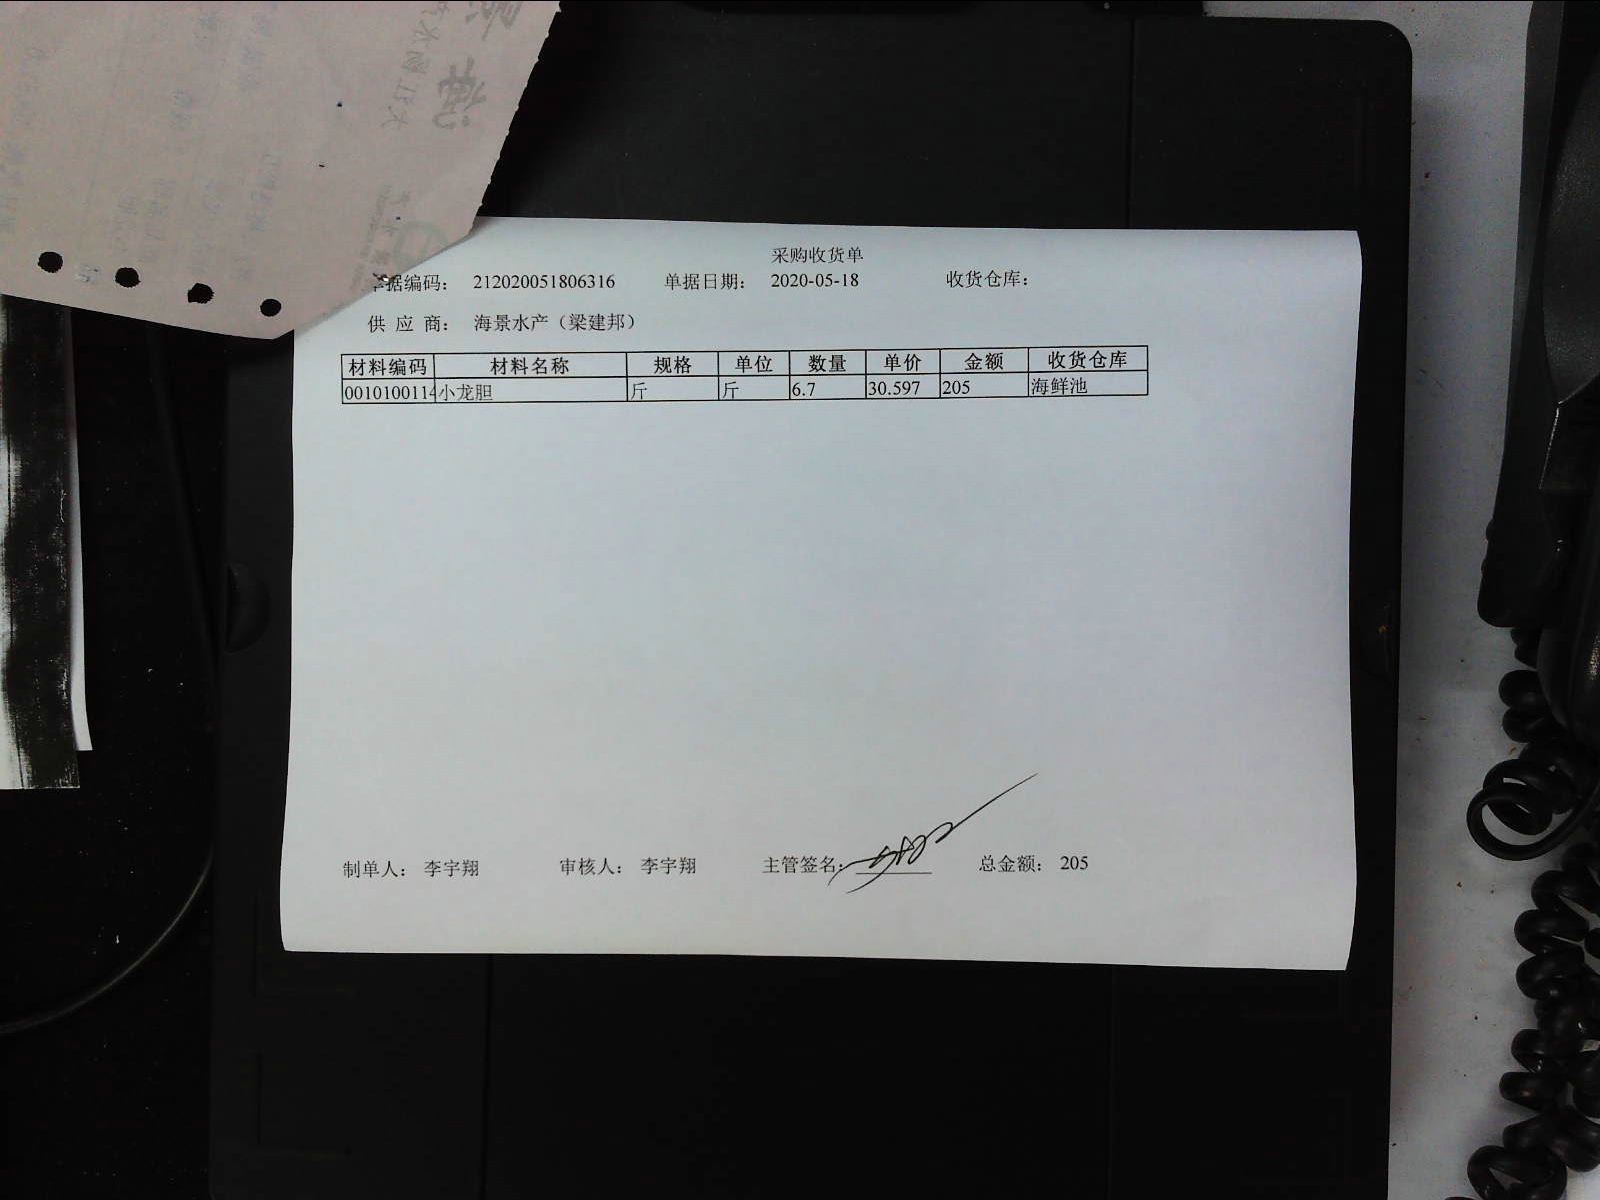 采购收货单
据编码： 212020051806316 单据日期： 2020-05-18 收货仓库：
供 应 商： 海景水产（梁建邦）
材料编码 材料名称 规格 单位 数量 单价 金额 收货仓库
0010100114 小龙胆 斤 斤 6.7 30.597 205 海鲜池
制单人： 李宇翔 审核人： 李宇翔 主管签名： 总金额： 205